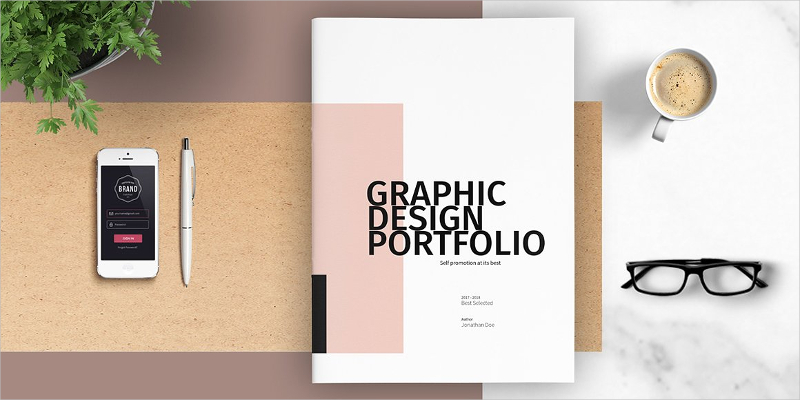 BRAND
SIGN IN
GRAPHIC
DESIGN
PORTFOLIO
Self promotion at its best
2017 - 2018
Best Selected
Author
Jonathan Doe